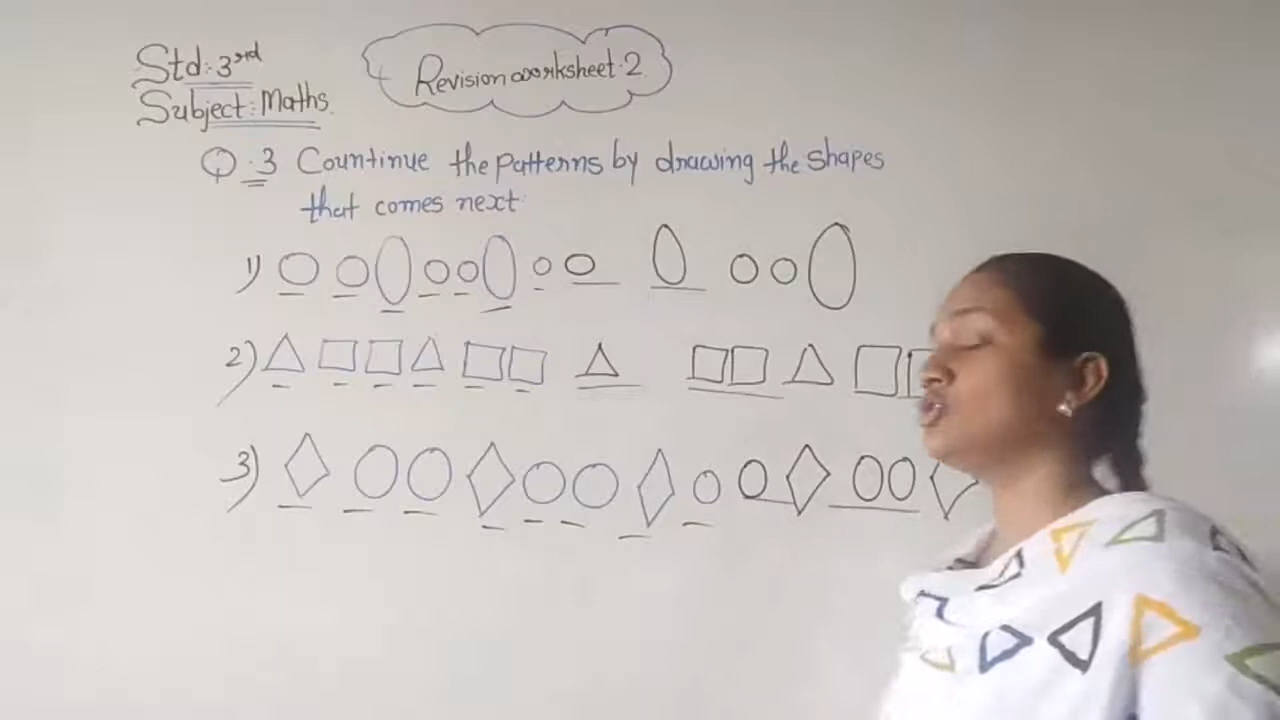 Std: 3rd
Subject: Maths.
Revision worksheet 2
Q.3 Countinue the patterns by drawing the shapes
that comes next
1)
2)
3)